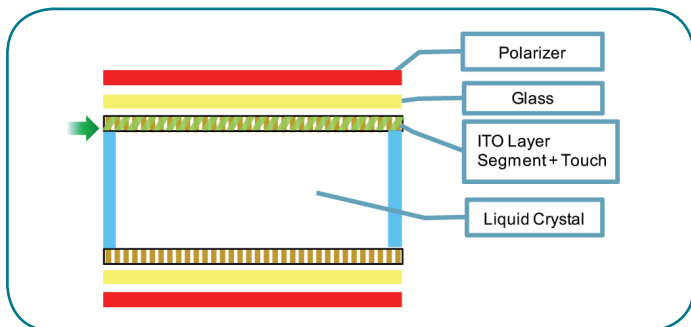 Polarizer
Glass
ITO Layer
Segment + Touch
Liquid Crystal